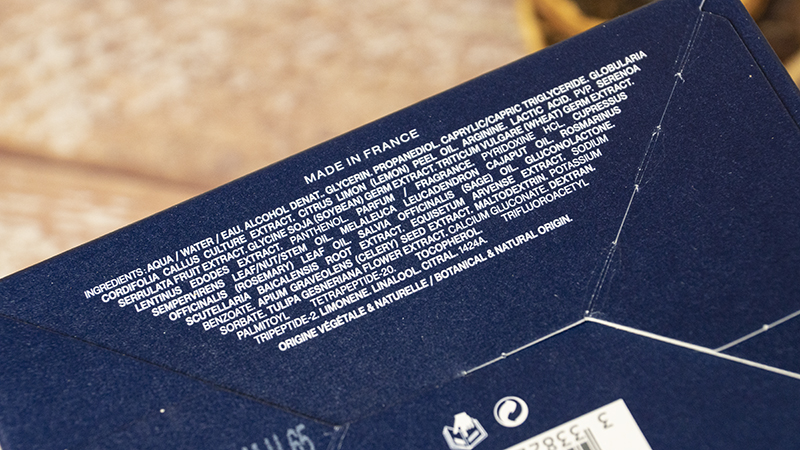 MADE IN FRANCE
INGREDIENTS: AQUA / WATER / EAU, ALCOHOL DENAT., GLYCERIN, PROPANEDIOL, CAPRYLIC/CAPRIC TRIGLYCERIDE, GLOBULARIA
CORDIFOLIA CALLUS CULTURE EXTRACT, CITRUS LIMON (LEMON) PEEL OIL, ARGININE, LACTIC ACID, PVP, SERENOA
SERRULATA FRUIT EXTRACT, GLYCINE SOJA (SOYBEAN) GERM EXTRACT, TRITICUM VULGARE (WHEAT) GERM EXTRACT,
LENTINUS EDODES EXTRACT, PANTHENOL, PARFUM / FRAGRANCE, PYRIDOXINE HCL, CUPRESSUS
SEMPERVIRENS LEAF/NUT/STEM OIL, MELALEUCA LEUCADENDRON CAJAPUT OIL, ROSMARINUS
OFFICINALIS (ROSEMARY) LEAF OIL, SALVIA OFFICINALIS (SAGE) OIL, GLUCONOLACTONE,
SCUTELLARIA BAICALENSIS ROOT EXTRACT, EQUISETUM ARVENSE EXTRACT, SODIUM
BENZOATE, APIUM GRAVEOLENS (CELERY) SEED EXTRACT, MALTODEXTRIN, POTASSIUM
SORBATE, TULIPA GESNERIANA FLOWER EXTRACT, CALCIUM GLUCONATE, DEXTRAN,
PALMITOYL TETRAPEPTIDE-20, TOCOPHEROL, TRIFLUOROACETYL
TRIPEPTIDE-2, LIMONENE, LINALOOL, CITRAL. 1424A.
ORIGINE VÉGÉTALE & NATURELLE / BOTANICAL & NATURAL ORIGIN.
65
3